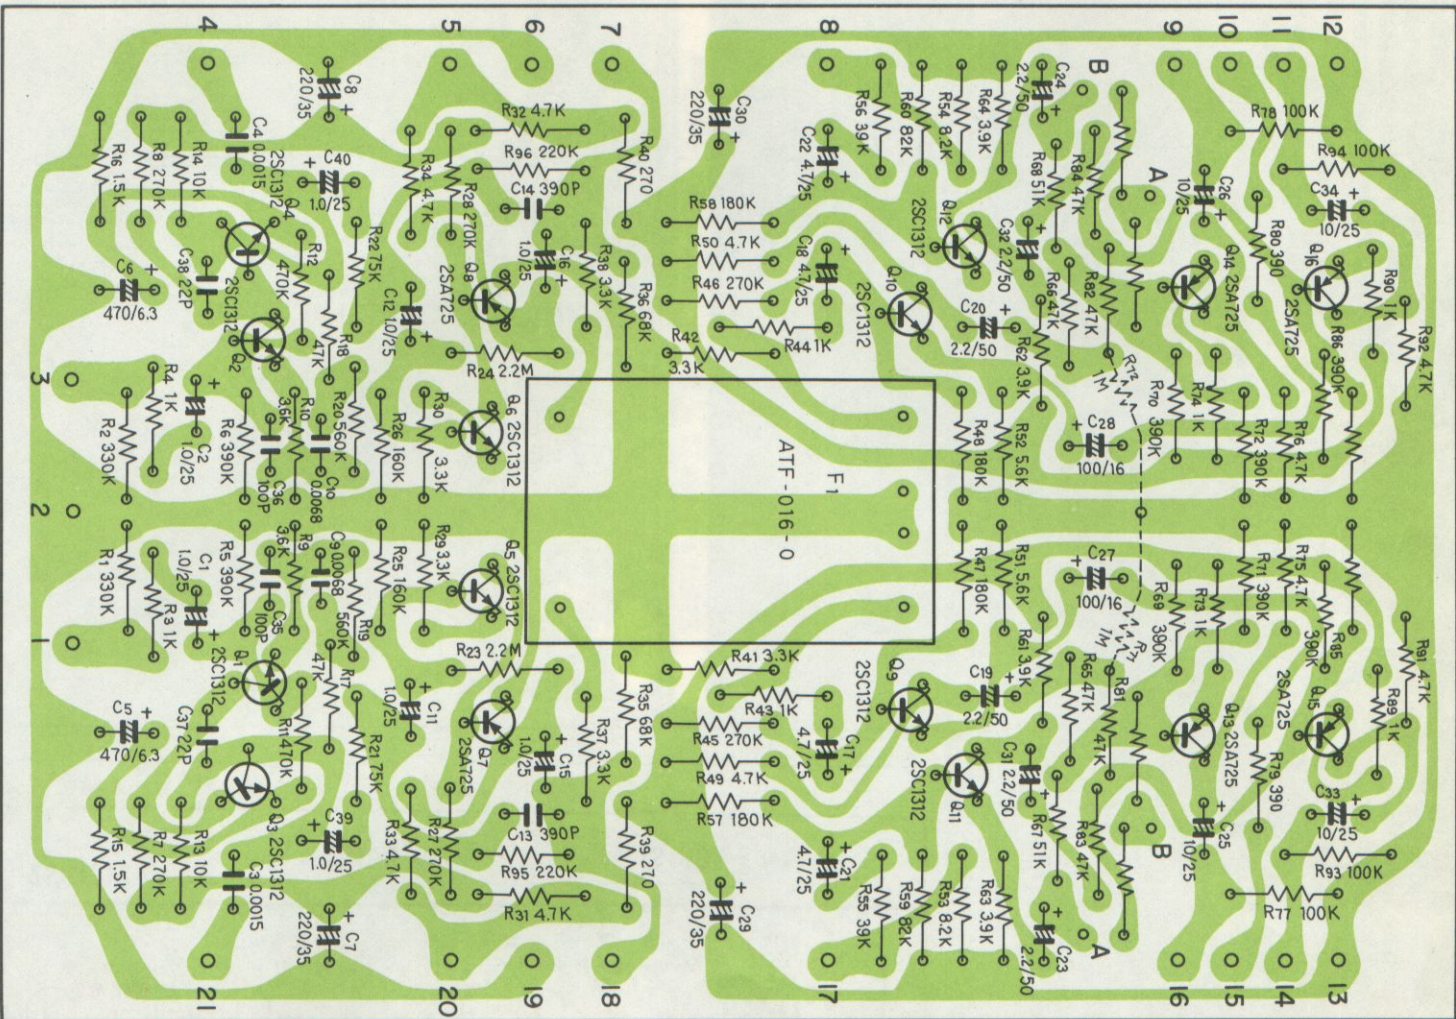 4
5
6
7
8
9
10
11
12
C8
220/35
+
C4 0.0015
2SC1312
Q4
C40
+
1.0/25
R16 1.5K
R8 270K
R14 10K
R32 4.7K
R96 220K
C14 390P
R34 4.7K
R28 270K
R40 270
C30
220/35
+
R56 39K
R60 82K
R54 8.2K
R64 3.9K
C24
2.2/50
+
B
C22 4.7/25
+
R68 51K
R84 47K
A
R78 100K
R94 100K
C26
10/25
+
C34
+
10/25
C6
+
470/6.3
C38 22P
2SC1312
Q2
R12
470K
R22 75K
R18
47K
C12 1.0/25
+
Q8
2SA725
C16
1.0/25
+
R38 3.3K
R36 68K
R24 2.2M
R58 180K
R50 4.7K
R46 270K
R44 1K
R42
3.3K
C18 4.7/25
+
Q12
2SC1312
Q10
2SC1312
C32 2.2/50
+
C20
2.2/50
R62 3.9K
R66 47K
R82 47K
Q14 2SA725
R80 390
Q16
2SA725
R90 1K
R92 4.7K
R86 390K
3
R4 1K
R2 330K
C2
1.0/25
+
R6 390K
R10
3.6K
C36
100P
C10
0.0068
R20 560K
R26 160K
R30
3.3K
Q6 2SC1312
F1
ATF-016-0
R48 180K
R52 5.6K
C28
100/16
+
1M
R70
390K
R74 1K
R72 390K
R76 4.7K
2
R1 330K
R3 1K
C1
1.0/25
+
R5 390K
C35
100P
R9
3.6K
C9 0.0068
R19
560K
R25 160K
R29 3.3K
Q5 2SC1312
R47 180K
R51 5.6K
C27
100/16
+
1M
R69
390K
R73
1K
R71
390K
R75 4.7K
R85
390K
R91 4.7K
1
2SC1312
Q1
47K
R17
R23 2.2M
R41 3.3K
R43 1K
R45 270K
R49 4.7K
R57 180K
R35 68K
R37 3.3K
Q9
2SC1312
C19
2.2/50
+
R61 3.9K
R65 47K
R81
47K
Q13 2SA725
Q15
2SA725
R89 1K
C5
+
470/6.3
C37 22P
R11 470K
R21 75K
C11
1.0/25
+
Q7
2SA725
C15
1.0/25
C17
4.7/25
+
Q11
2SC1312
C31 2.2/50
+
R79 390
R15 1.5K
R7 270K
R13 10K
Q3 2SC1312
C3 0.0015
C39
+
1.0/25
R33 4.7K
R27 270K
C13 390P
R95 220K
R31 4.7K
R39 270
C21
4.7/25
+
R55 39K
R59 82K
R53 8.2K
R63 3.9K
R67 51K
R83 47K
B
C25
10/25
+
C33
+
10/25
R93 100K
R77 100K
C7
220/35
+
C29
220/35
+
C23
2.2/50
+
A
21
20
19
18
17
16
15
14
13